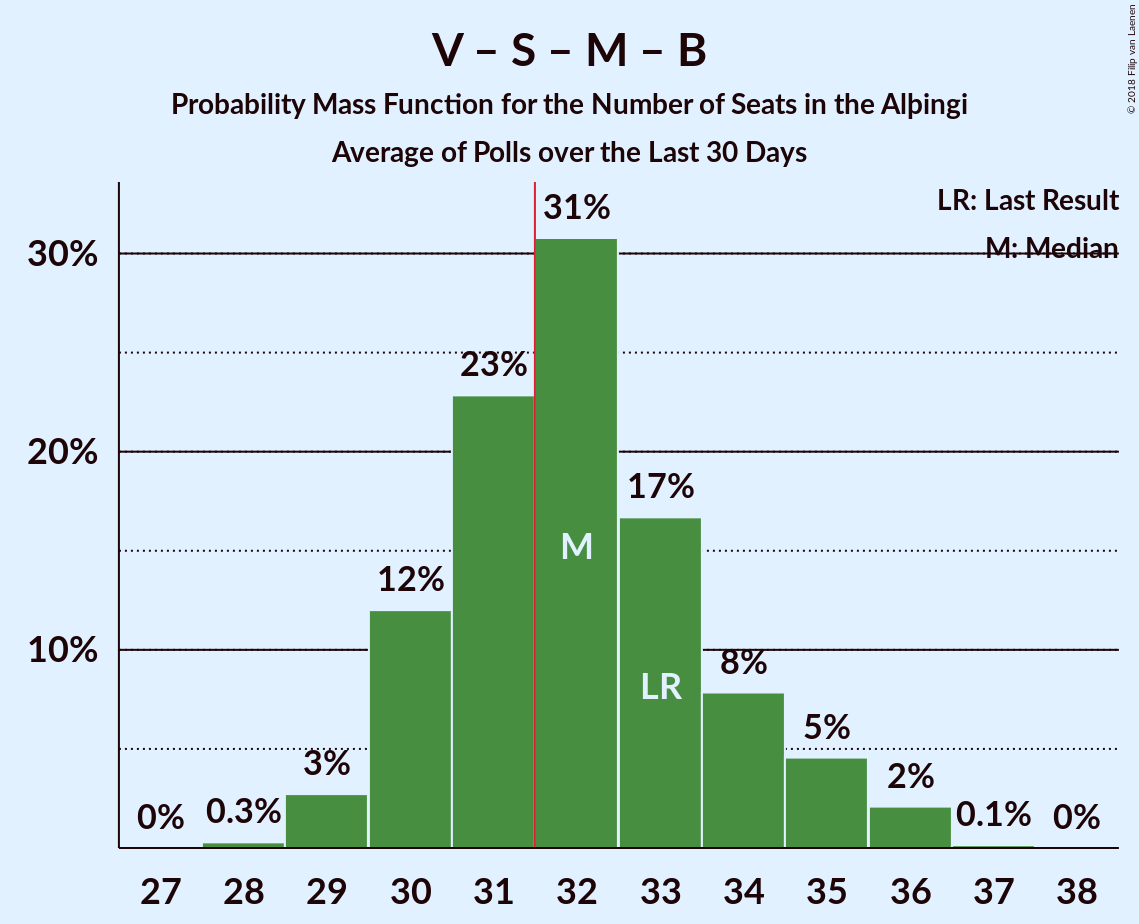 V – S – M – B
Probability Mass Function for the Number of Seats in the Alþingi
Average of Polls over the Last 30 Days
© 2018 Filip van Laenen
LR: Last Result
M: Median
30%
20%
10%
0%
0.3%
3%
12%
23%
31%
17%
8%
5%
2%
0.1%
0%
M
LR
27 28 29 30 31 32 33 34 35 36 37 38